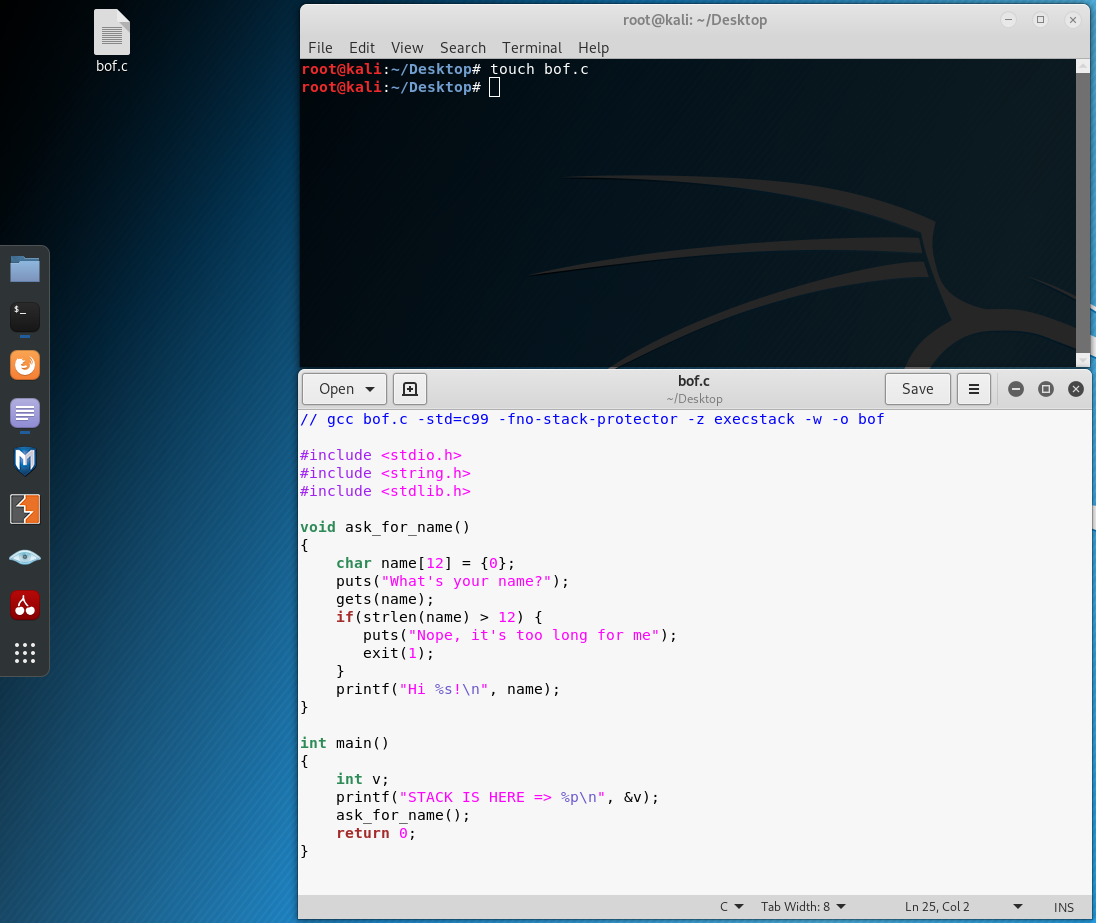 bof.c
root@kali: ~/Desktop
File Edit View Search Terminal Help
root@kali:~/Desktop# touch bof.c
root@kali:~/Desktop#
$_
Open
bof.c
~/Desktop
Save
// gcc bof.c -std=c99 -fno-stack-protector -z execstack -w -o bof
#include <stdio.h>
#include <string.h>
#include <stdlib.h>
void ask_for_name()
{
    char name[12] = {0};
    puts("What's your name?");
    gets(name);
    if(strlen(name) > 12) {
       puts("Nope, it's too long for me");
       exit(1);
    }
    printf("Hi %s!\n", name);
}
int main()
{
    int v;
    printf("STACK IS HERE => %p\n", &v);
    ask_for_name();
    return 0;
}
C Tab Width: 8 Ln 25, Col 2 INS